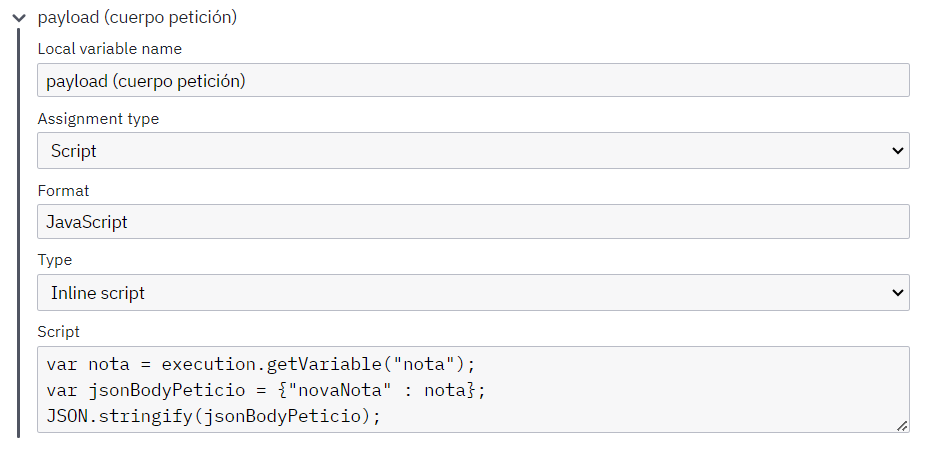 payload (cuerpo petición)
Local variable name
payload (cuerpo petición)
Assignment type
Script
Format
JavaScript
Type
Inline script
Script
var nota = execution.getVariable("nota");
var jsonBodyPeticio = {"novaNota" : nota};
JSON.stringify(jsonBodyPeticio);